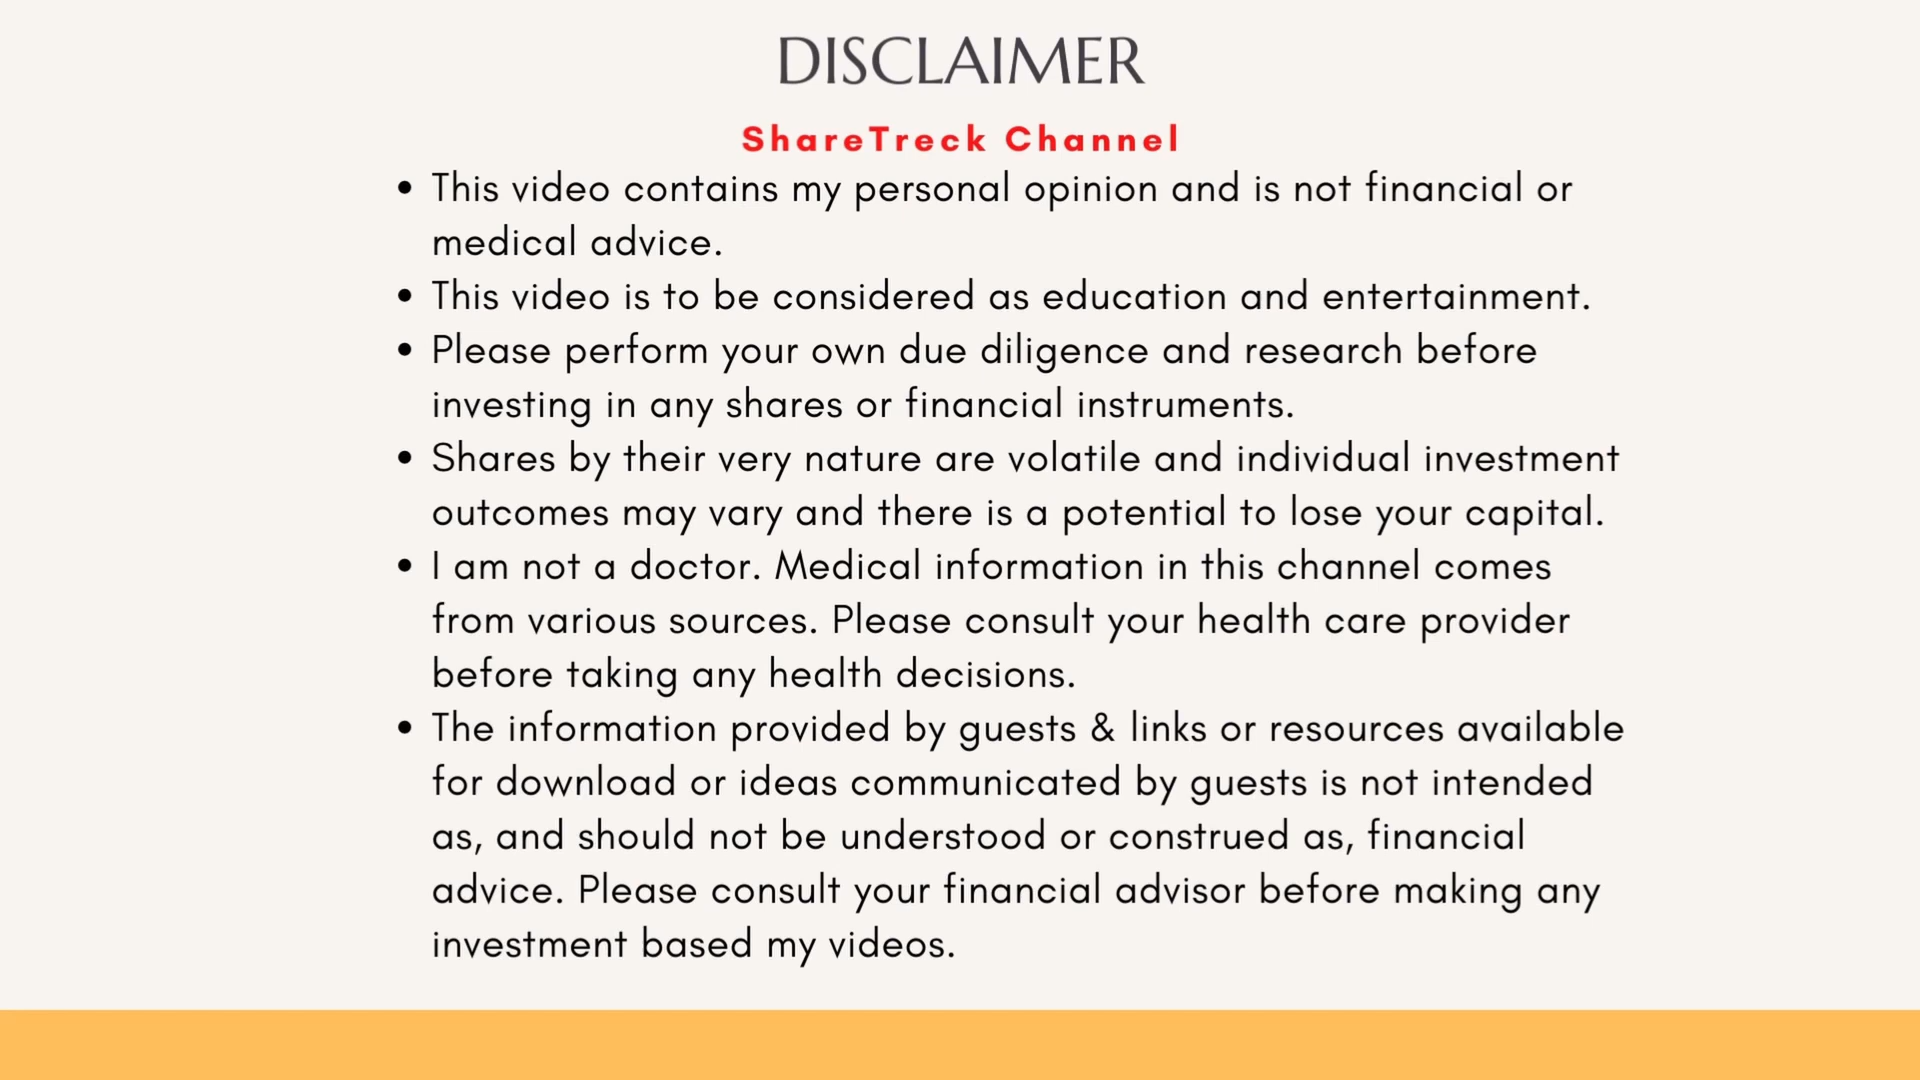 DISCLAIMER
ShareTreck Channel
• This video contains my personal opinion and is not financial or
medical advice.
• This video is to be considered as education and entertainment.
• Please perform your own due diligence and research before
investing in any shares or financial instruments.
• Shares by their very nature are volatile and individual investment
outcomes may vary and there is a potential to lose your capital.
• I am not a doctor. Medical information in this channel comes
from various sources. Please consult your health care provider
before taking any health decisions.
• The information provided by guests & links or resources available
for download or ideas communicated by guests is not intended
as, and should not be understood or construed as, financial
advice. Please consult your financial advisor before making any
investment based my videos.